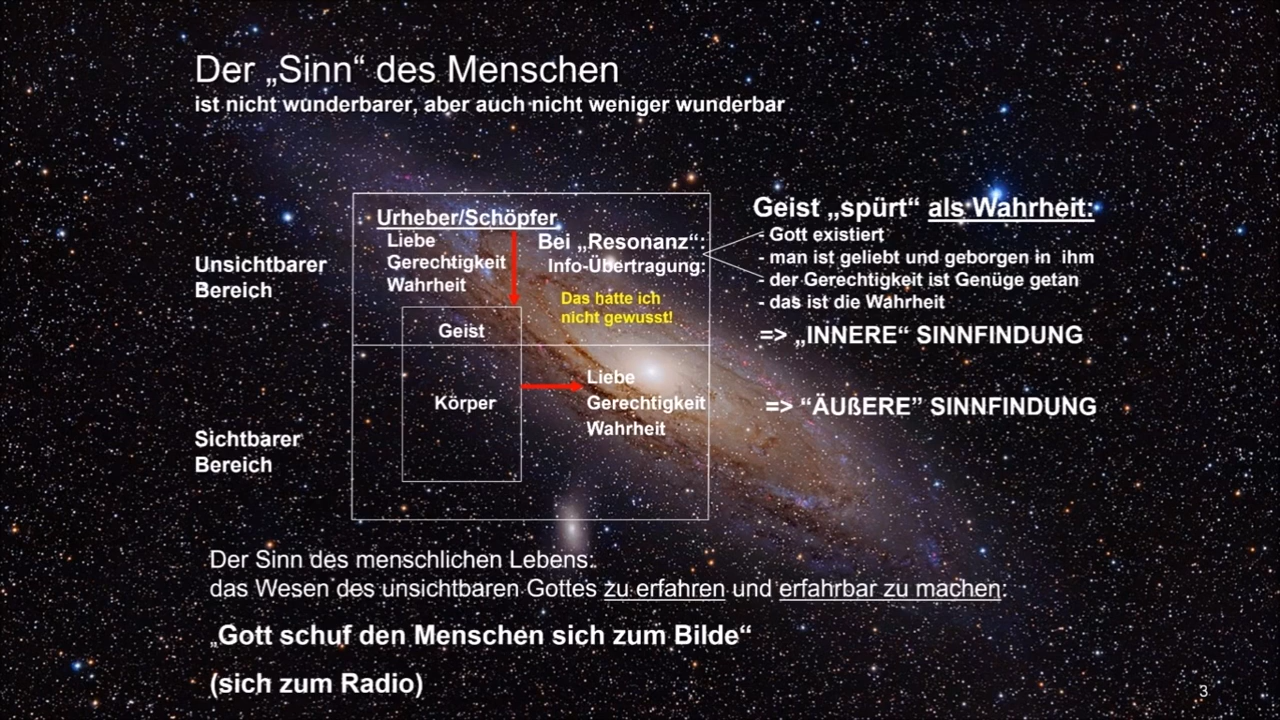 Der „Sinn“ des Menschen
ist nicht wunderbarer, aber auch nicht weniger wunderbar
Urheber/Schöpfer
Liebe
Gerechtigkeit
Wahrheit
Bei „Resonanz“:
Info-Übertragung:
Das hatte ich
nicht gewusst!
Geist „spürt“ als Wahrheit:
- Gott existiert
- man ist geliebt und geborgen in ihm
- der Gerechtigkeit ist Genüge getan
- das ist die Wahrheit
=> „INNERE“ SINNFINDUNG
Unsichtbarer
Bereich
Geist
Körper
Liebe
Gerechtigkeit
Wahrheit
=> “ÄUßERE” SINNFINDUNG
Sichtbarer
Bereich
Der Sinn des menschlichen Lebens:
das Wesen des unsichtbaren Gottes zu erfahren und erfahrbar zu machen:
„Gott schuf den Menschen sich zum Bilde“
(sich zum Radio)
3